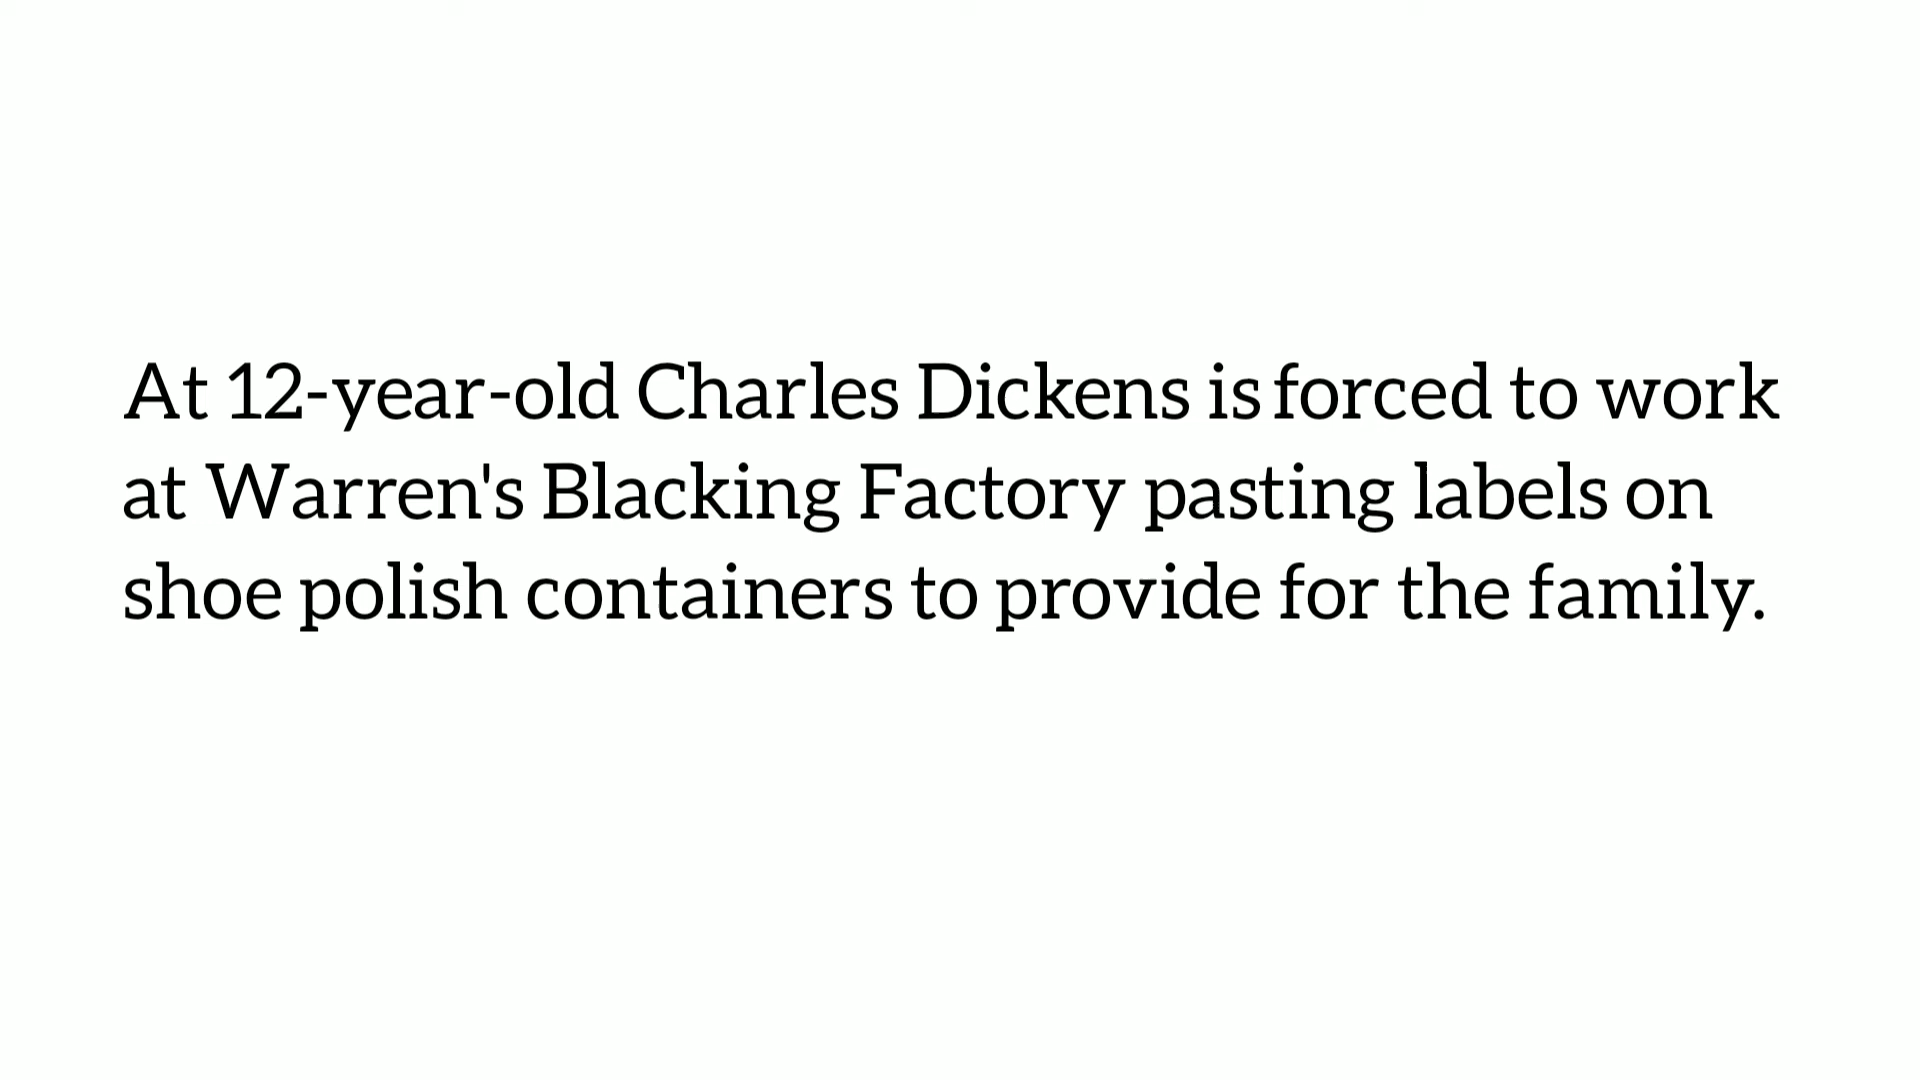 At 12-year-old Charles Dickens is forced to work
at Warren's Blacking Factory pasting labels on
shoe polish containers to provide for the family.